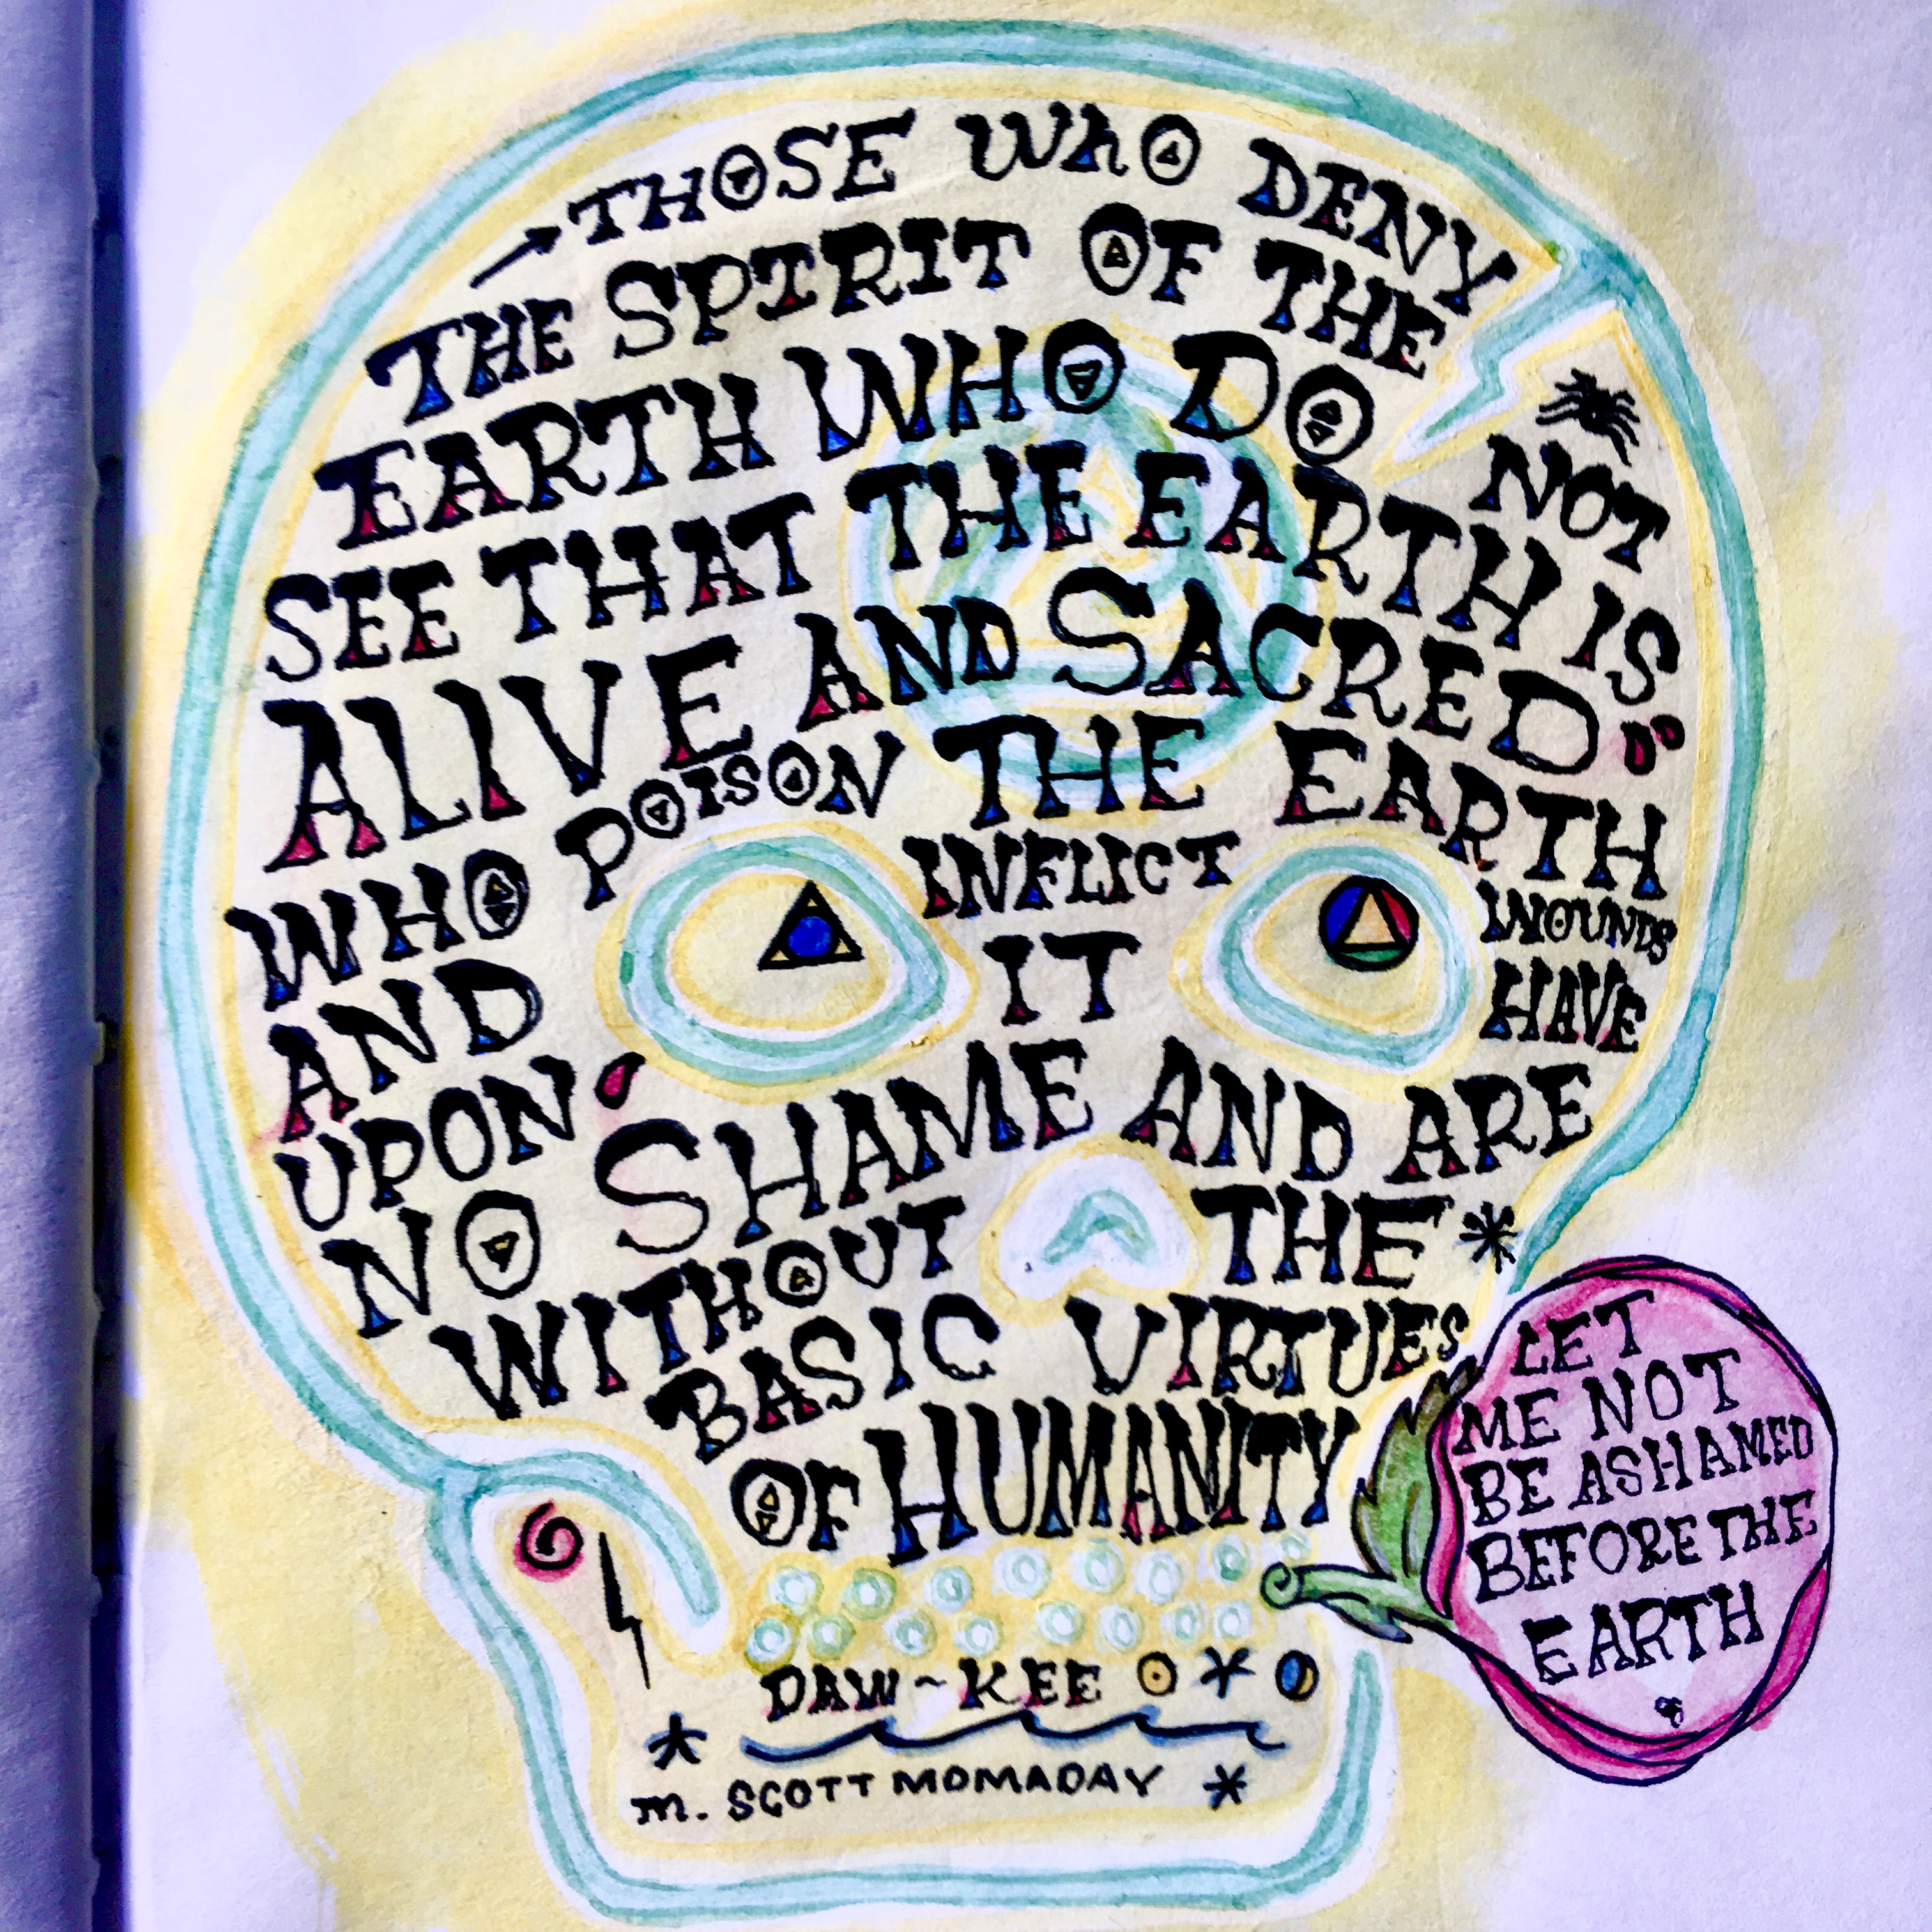 THOSE WHO DENY
THE SPIRIT OF THE
EARTH WHO DO NOT
SEE THAT THE EARTH IS
ALIVE AND SACRED
WHO POISON THE EARTH
AND INFLICT WOUNDS
UPON IT HAVE
NO SHAME AND ARE
WITHOUT THE
BASIC VIRTUES
OF HUMANITY
DAW~KEE
M. SCOTT MOMADAY
LET
ME NOT
BE ASHAMED
BEFORE THE
EARTH